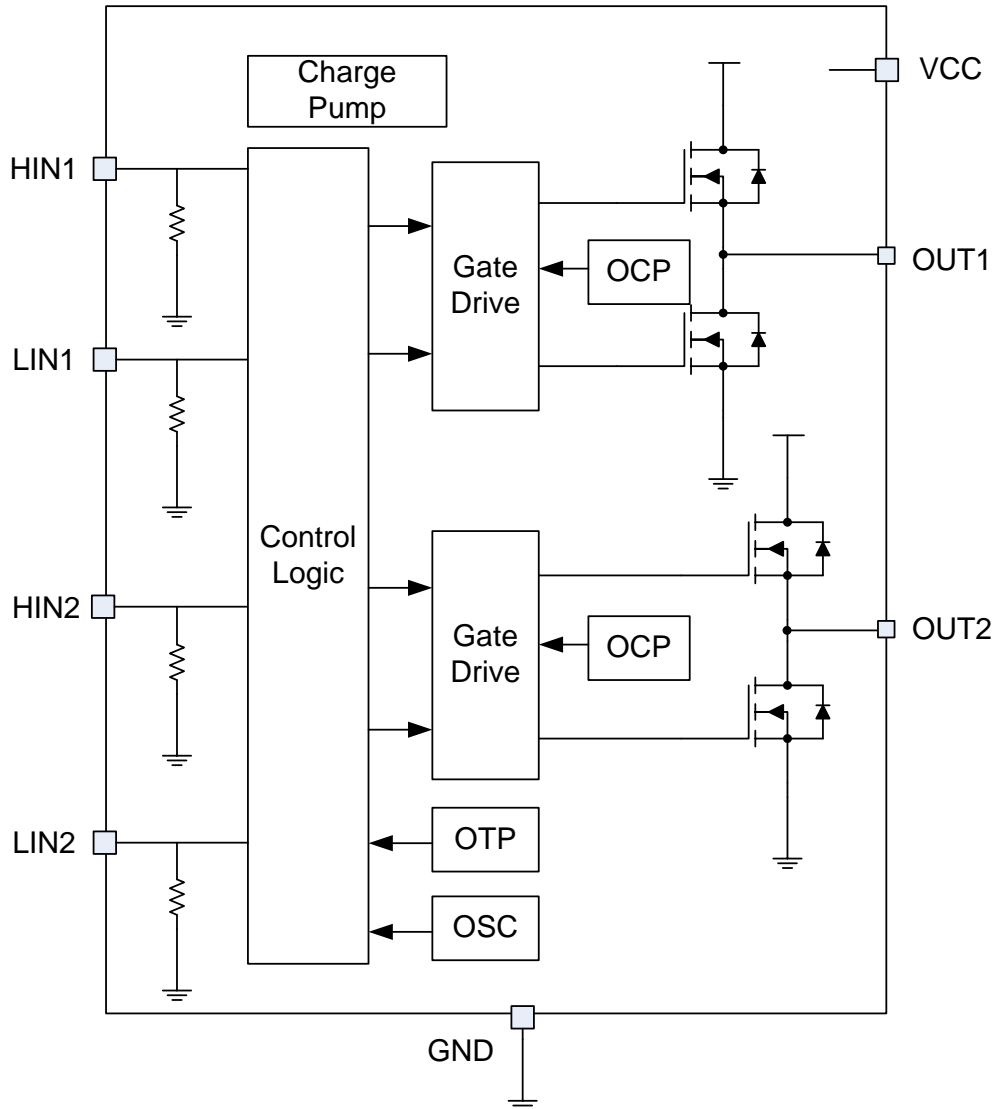 Charge
Pump
VCC
HIN1
Gate
Drive
OCP
OUT1
LIN1
Control
Logic
HIN2
Gate
Drive
OCP
OUT2
LIN2
OTP
OSC
GND